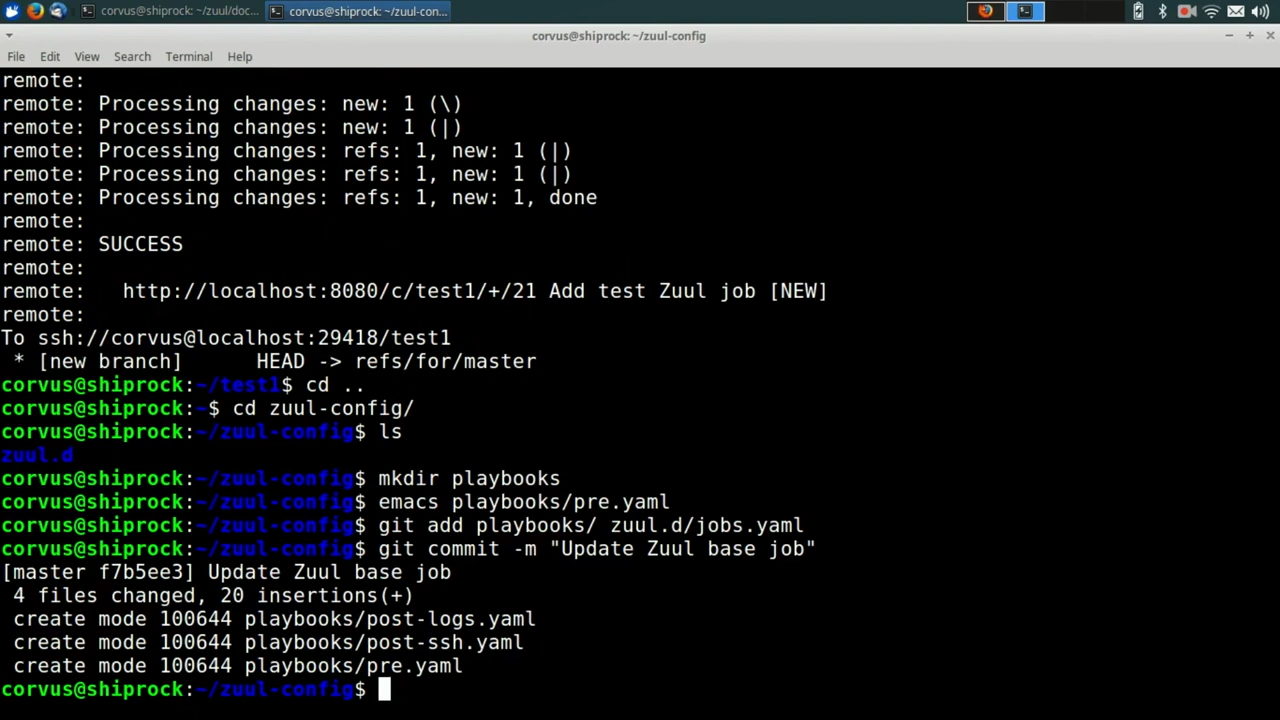 corvus@shiprock: ~/zuul/doc...
corvus@shiprock: ~/zuul-con...
corvus@shiprock: ~/zuul-config
File Edit View Search Terminal Help
remote:
remote: Processing changes: new: 1 (\)
remote: Processing changes: new: 1 (|)
remote: Processing changes: refs: 1, new: 1 (|)
remote: Processing changes: refs: 1, new: 1 (|)
remote: Processing changes: refs: 1, new: 1, done
remote:
remote: SUCCESS
remote:
remote:   http://localhost:8080/c/test1/+/21 Add test Zuul job [NEW]
remote:
To ssh://corvus@localhost:29418/test1
 * [new branch]      HEAD -> refs/for/master
corvus@shiprock:~/test1$ cd ..
corvus@shiprock:~$ cd zuul-config/
corvus@shiprock:~/zuul-config$ ls
zuul.d
corvus@shiprock:~/zuul-config$ mkdir playbooks
corvus@shiprock:~/zuul-config$ emacs playbooks/pre.yaml
corvus@shiprock:~/zuul-config$ git add playbooks/ zuul.d/jobs.yaml
corvus@shiprock:~/zuul-config$ git commit -m "Update Zuul base job"
[master f7b5ee3] Update Zuul base job
 4 files changed, 20 insertions(+)
 create mode 100644 playbooks/post-logs.yaml
 create mode 100644 playbooks/post-ssh.yaml
 create mode 100644 playbooks/pre.yaml
corvus@shiprock:~/zuul-config$